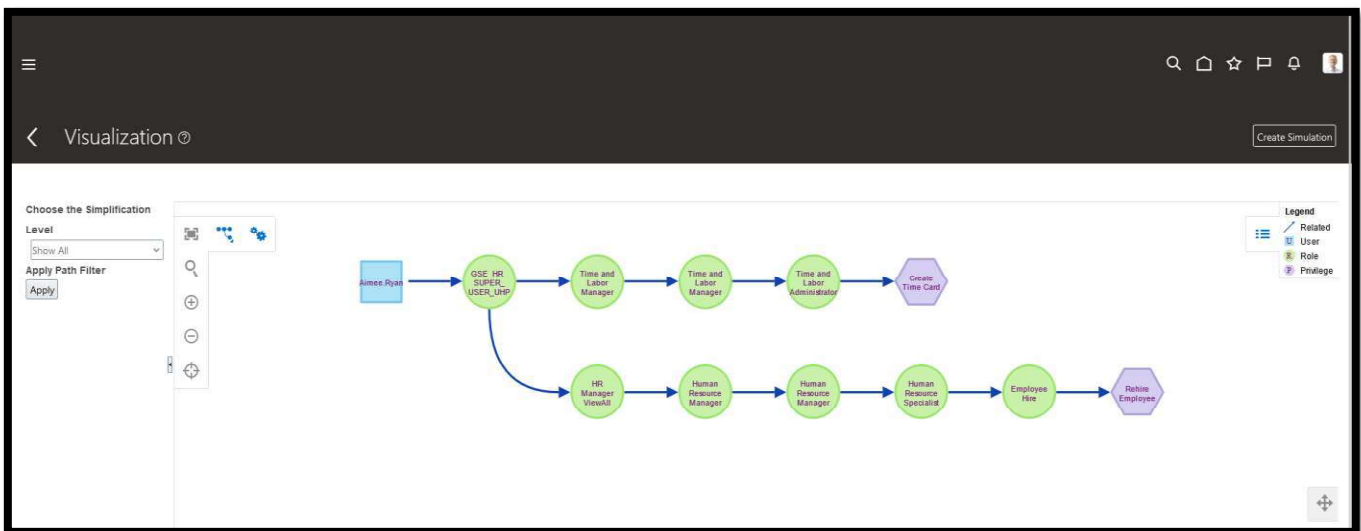 Visualization
Create Simulation
Choose the Simplification
Level
Show All
Apply Path Filter
Apply
Legend
Related
U User
R Role
P Privilege
Aimee.Ryan
GSE_HR
SUPER_
USER_UHP
Time and
Labor
Manager
Time and
Labor
Manager
Time and
Labor
Administrator
Create
Time Card
HR
Manager
ViewAll
Human
Resource
Manager
Human
Resource
Manager
Human
Resource
Specialist
Employee
Hire
Rehire
Employee